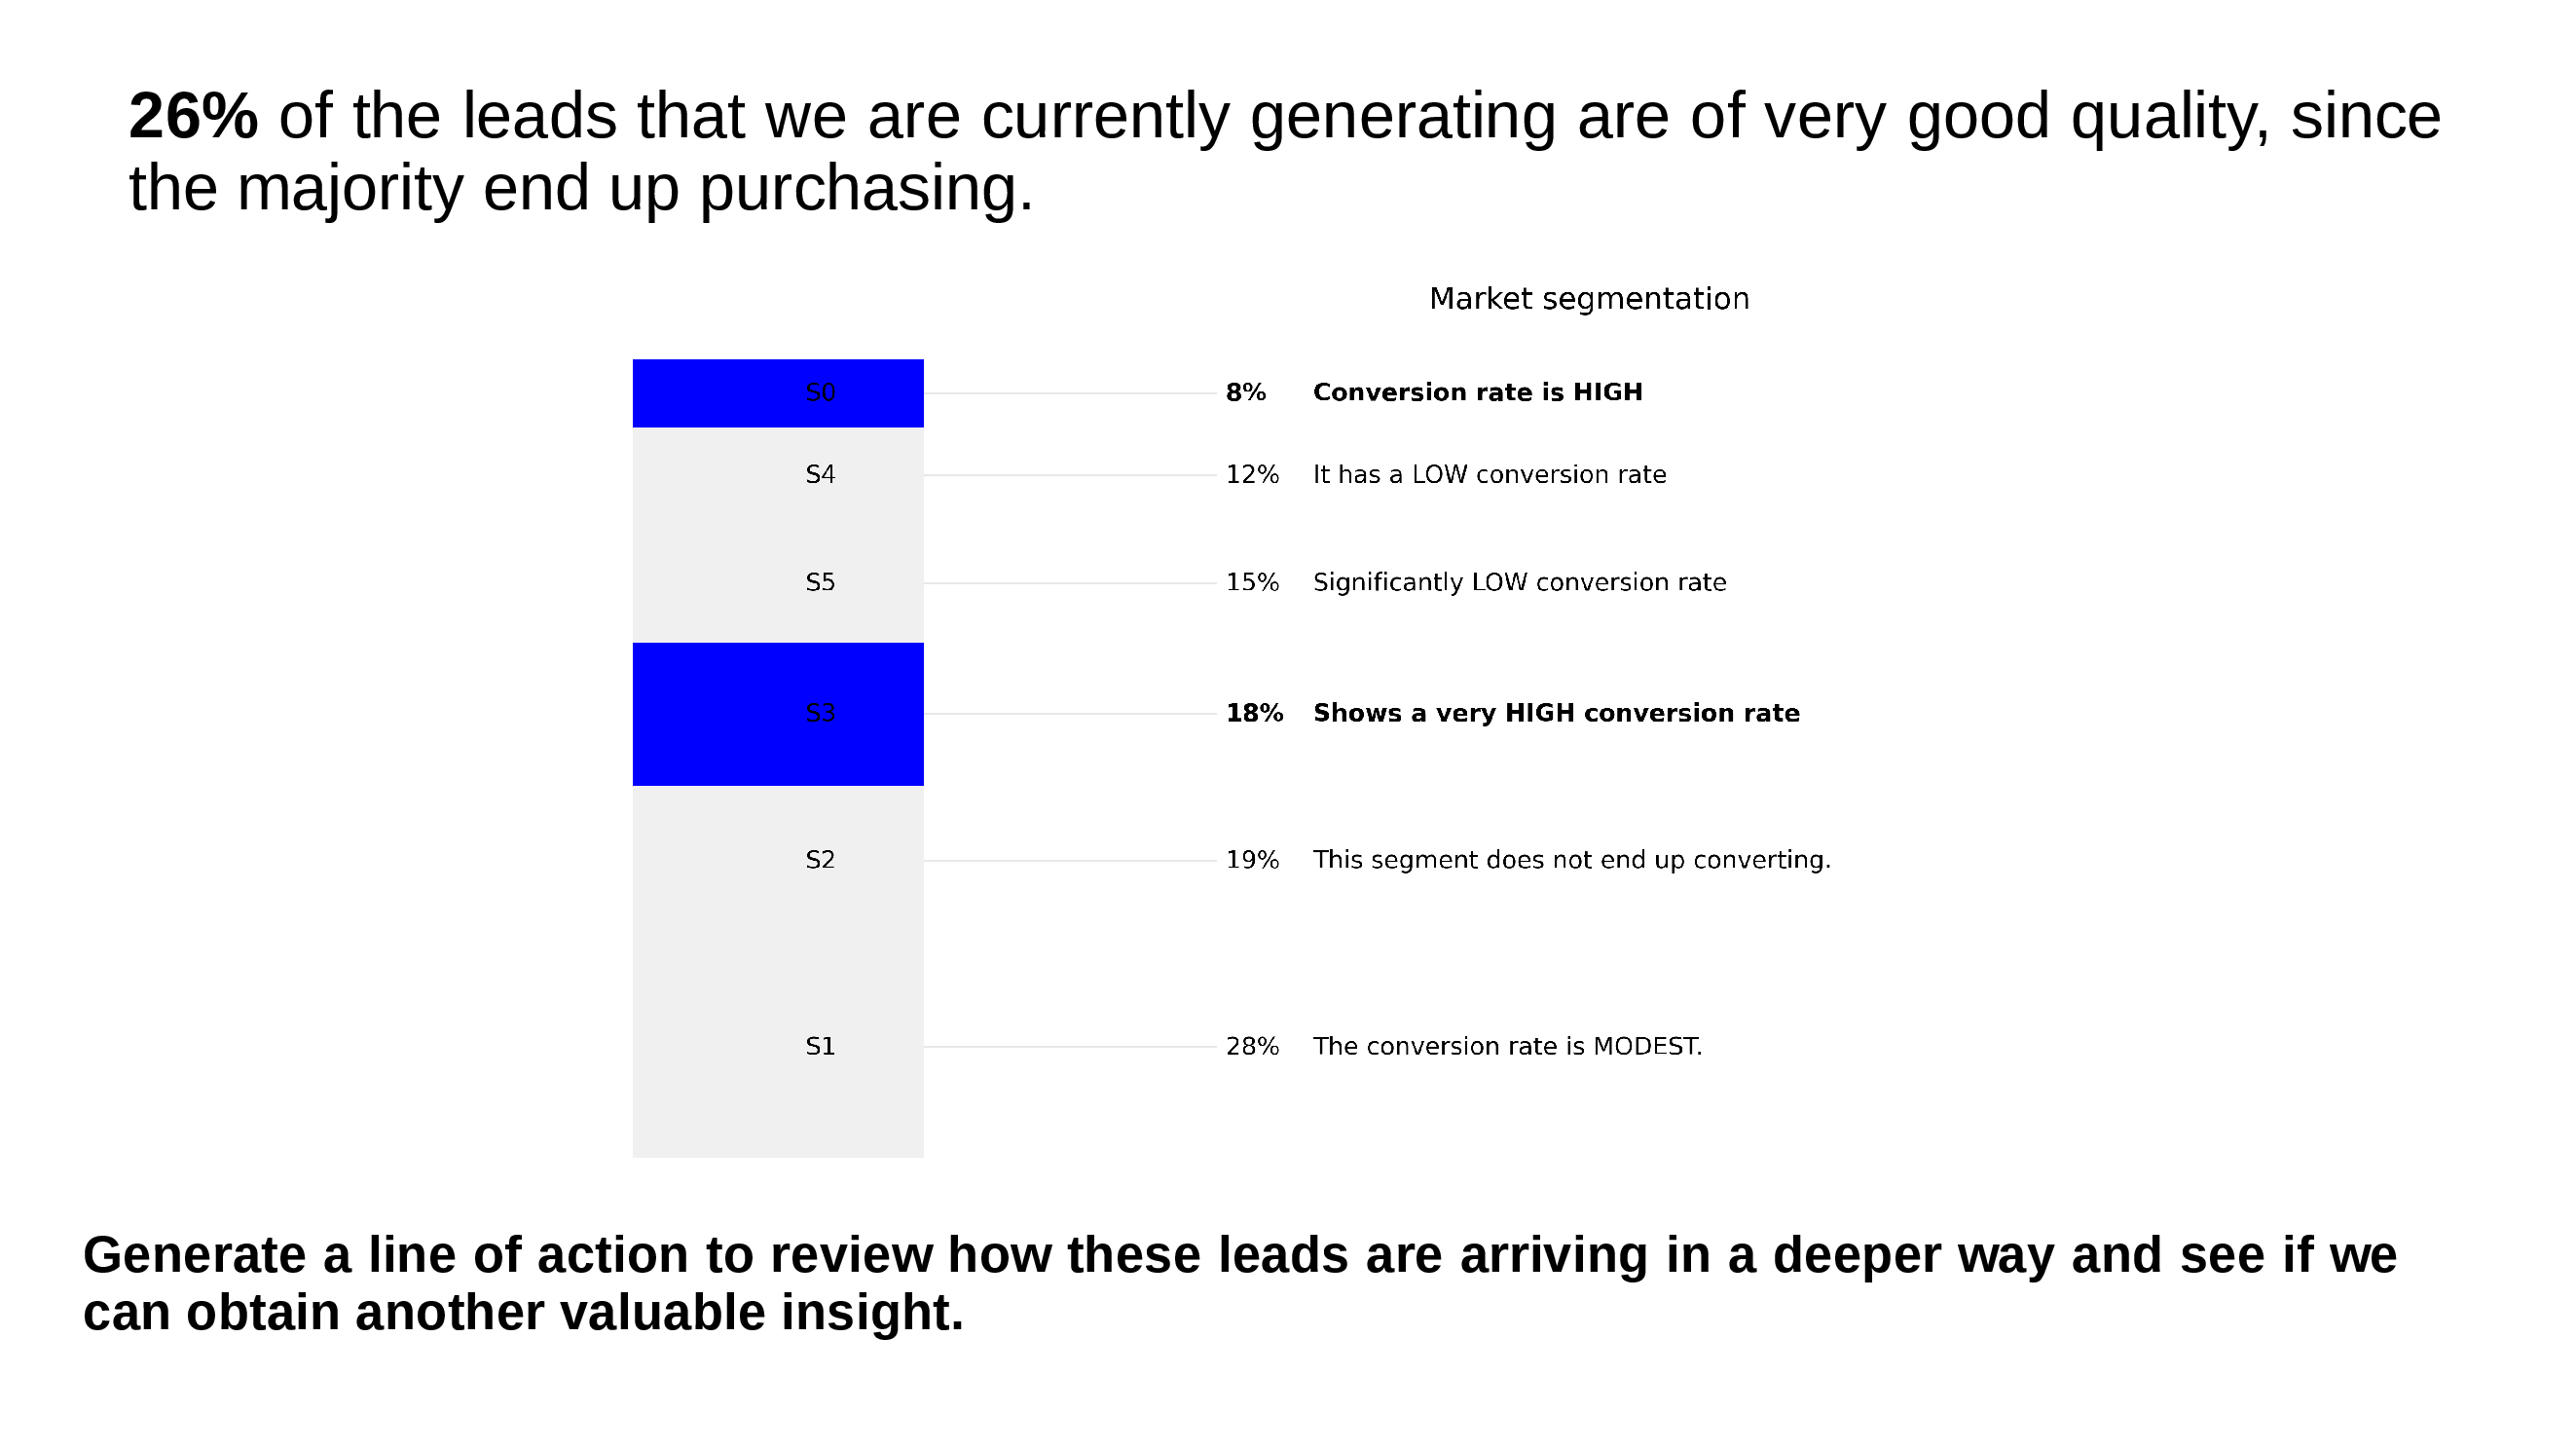 26% of the leads that we are currently generating are of very good quality, since
the majority end up purchasing.
Market segmentation
S0 8% Conversion rate is HIGH
S4 12% It has a LOW conversion rate
S5 15% Significantly LOW conversion rate
S3 18% Shows a very HIGH conversion rate
S2 19% This segment does not end up converting.
S1 28% The conversion rate is MODEST.
Generate a line of action to review how these leads are arriving in a deeper way and see if we
can obtain another valuable insight.